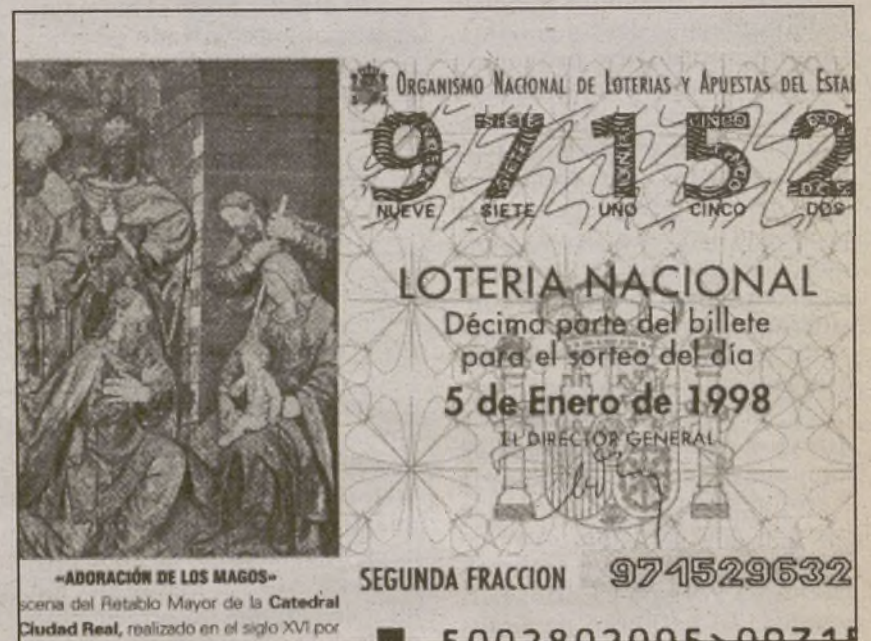 ORGANISMO NACIONAL DE LOTERIAS Y APUESTAS DEL ESTA
97152
NUEVE SIETE UNO CINCO DOS
LOTERIA NACIONAL
Décima parte del billete
para el sorteo del día
5 de Enero de 1998
EL DIRECTOR GENERAL
SEGUNDA FRACCION 971529632
«ADORACIÓN DE LOS MAGOS»
scena del Retablo Mayor de la Catedral
Ciudad Real, realizado en el siglo XVI por